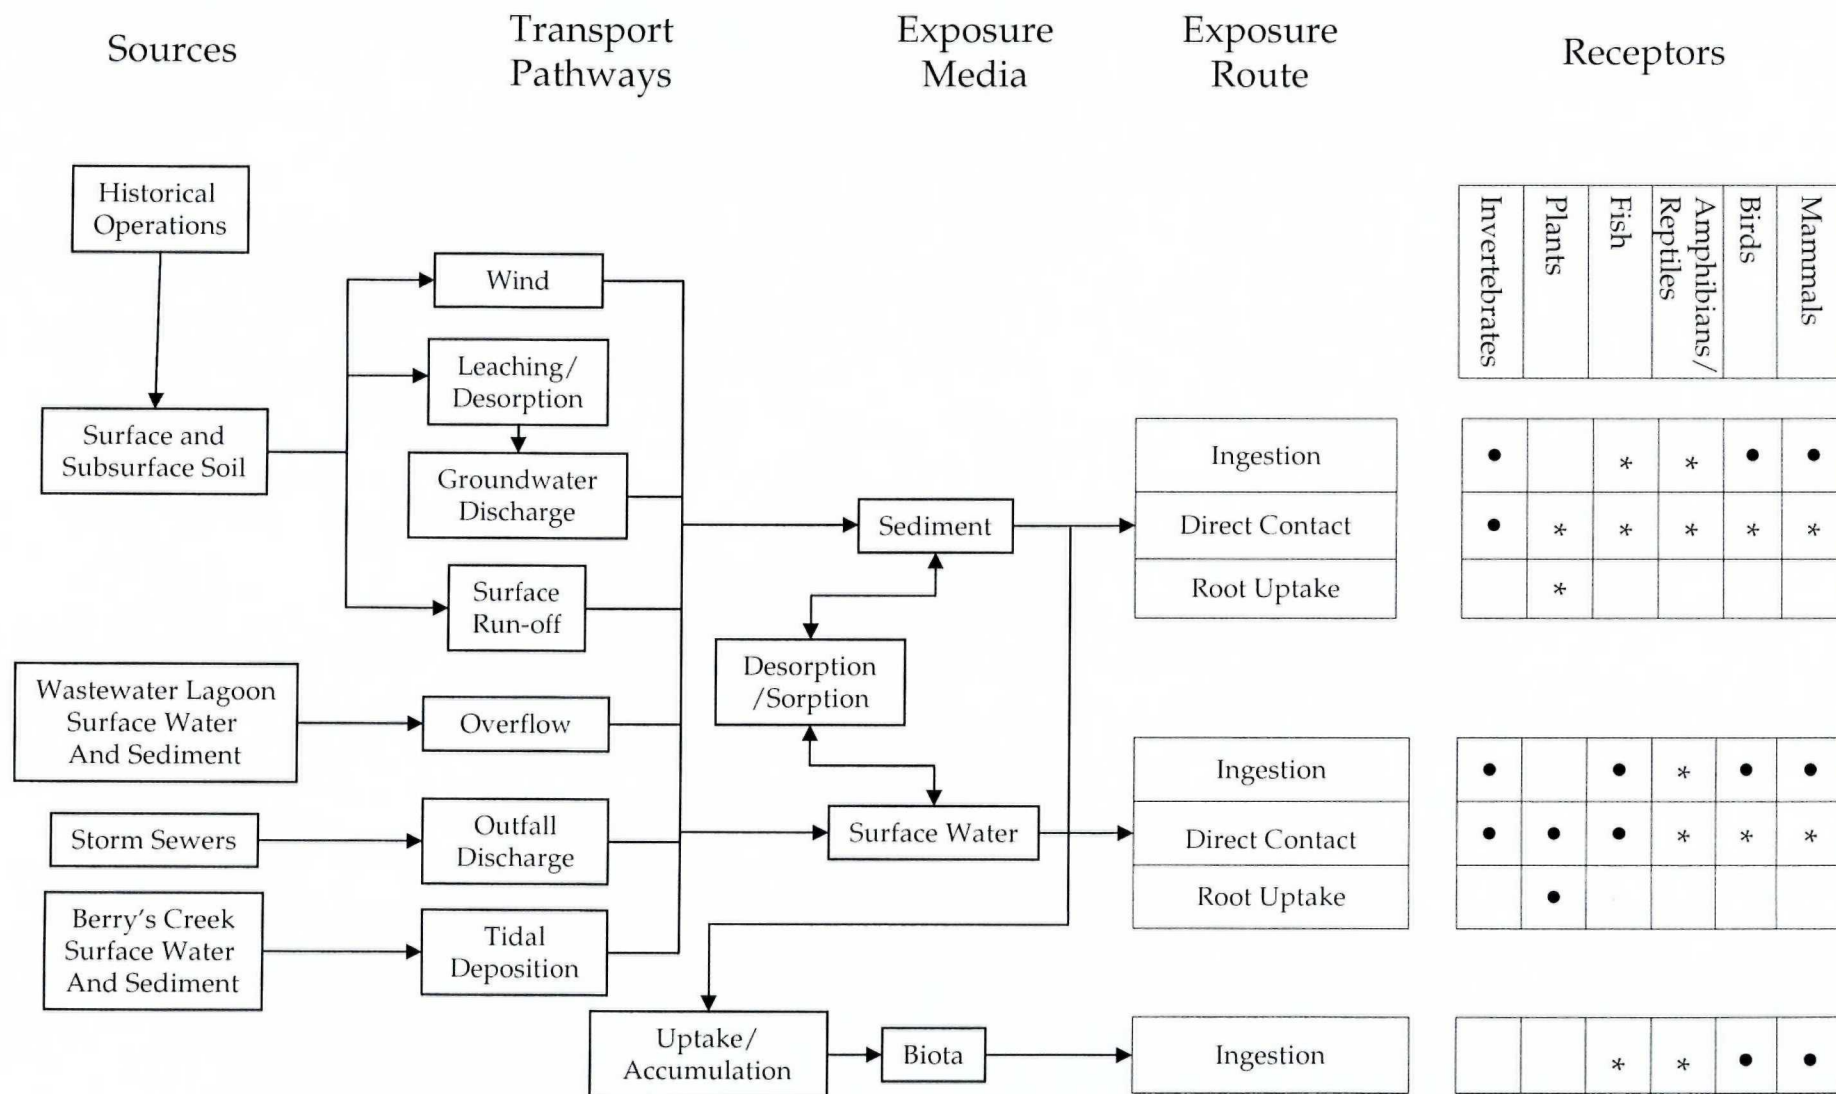 Sources
Transport
Pathways
Exposure
Media
Exposure
Route
Receptors
Historical
Operations
Invertebrates
Plants
Fish
Amphibians/
Reptiles
Birds
Mammals
Wind
Leaching/
Desorption
Surface and
Subsurface Soil
Groundwater
Discharge
Surface
Run-off
Sediment
Ingestion
● * * ● ●
Direct Contact
● * * * * *
Root Uptake
*
Desorption
/Sorption
Wastewater Lagoon
Surface Water
And Sediment
Overflow
Storm Sewers
Outfall
Discharge
Surface Water
Ingestion
● ● * ● ●
Direct Contact
● ● ● * * *
Root Uptake
●
Berry's Creek
Surface Water
And Sediment
Tidal
Deposition
Uptake/
Accumulation
Biota
Ingestion
* * ● ●